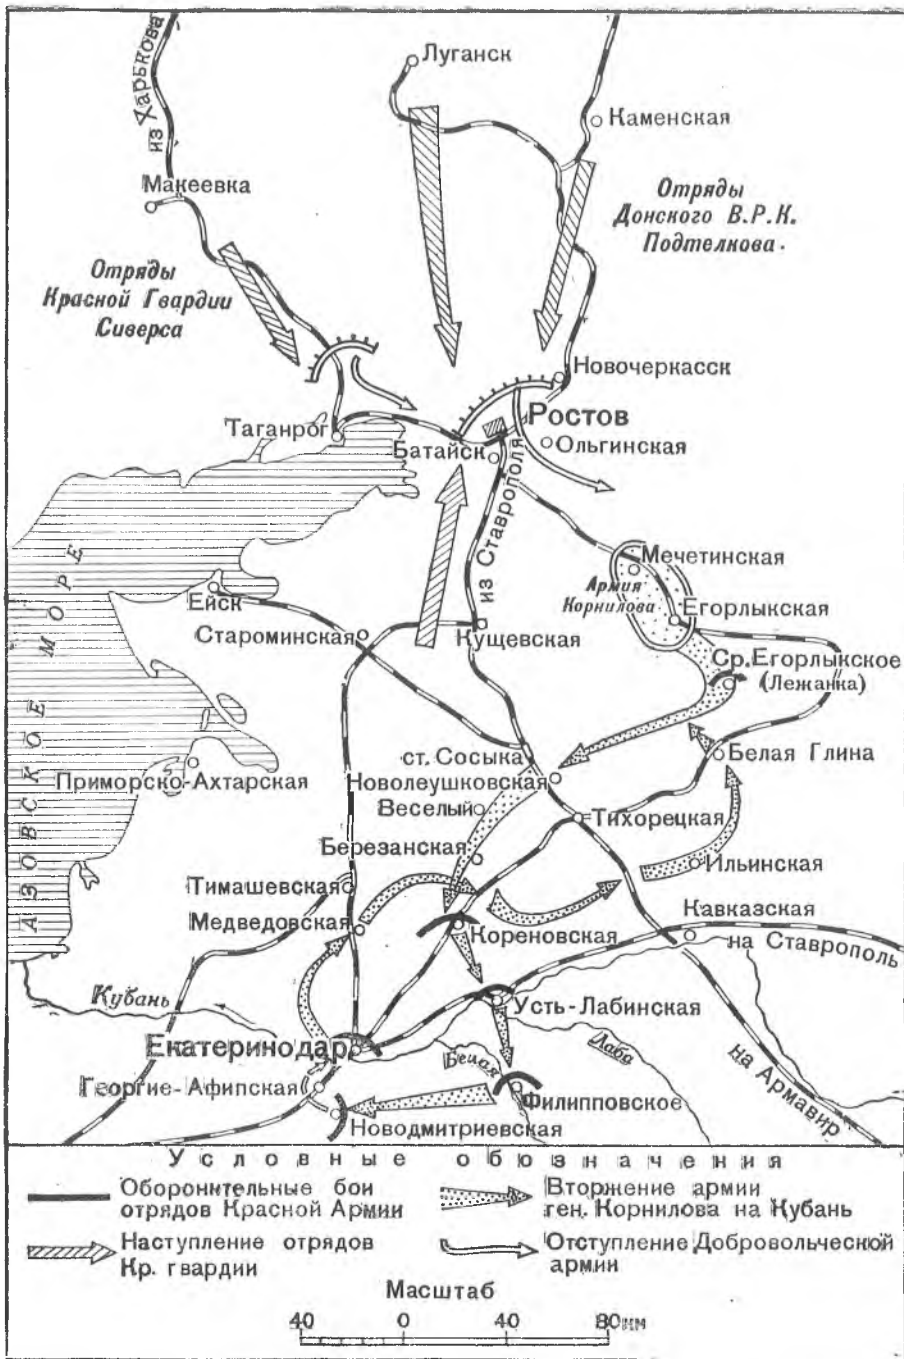 из Харькова
Луганск
Каменская
Макеевка
Отряды
Донского В.Р.К.
Подтелкова.
Отряды
Красной Гвардии
Сиверса
Новочеркасск
Ростов
Таганрог
Ольгинская
Батайск
из Ставрополя
Мечетинская
Армия
Корнилова
Ейск
Егорлыкская
Староминская
Кущевская
Ср. Егорлыкское
(Лежанка)
АЗОВСКОЕ МОРЕ
ст. Сосыка
Белая Глина
Приморско-Ахтарская
Новолеушковская
Веселый
Тихорецкая
Березанская
Ильинская
Тимашевская
Медведовская
Кореновская
Кавказская
на Ставрополь
Кубань
Усть-Лабинская
Екатеринодар
Белая
Лаба
на Армавир
Георгие-Афипская
Филипповское
Новодмитриевская
Условные обозначения
Оборонительные бои
отрядов Красной Армии
Вторжение армии
ген. Корнилова на Кубань
Наступление отрядов
Кр. гвардии
Отступление Добровольческой
армии
Масштаб
40 0 40 80 км